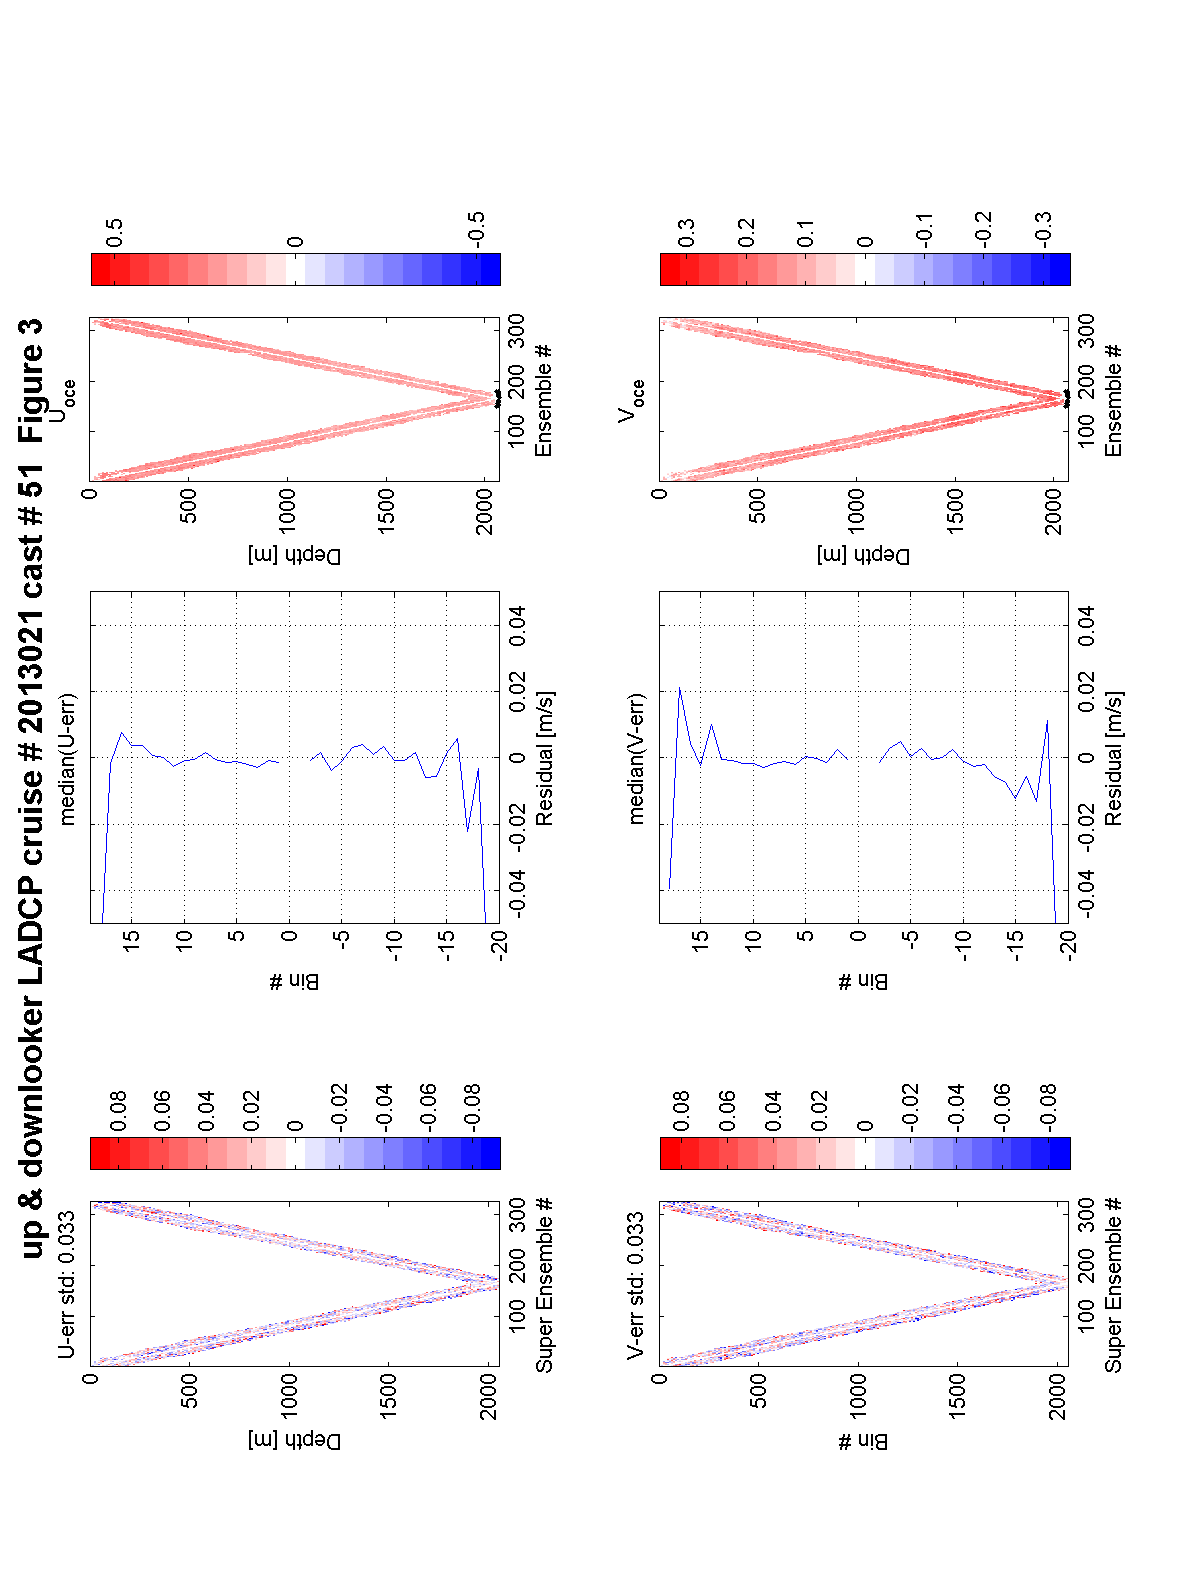 up & downlooker LADCP cruise # 2013021 cast # 51 Figure 3
U-err std: 0.033
0
500
1000
1500
2000
Depth [m]
100 200 300
Super Ensemble #
0.08
0.06
0.04
0.02
0
-0.02
-0.04
-0.06
-0.08
median(U-err)
15
10
5
0
-5
-10
-15
-20
Bin #
-0.04 -0.02 0 0.02 0.04
Residual [m/s]
Uoce
0
500
1000
1500
2000
Depth [m]
100 200 300
Ensemble #
0.5
0
-0.5
V-err std: 0.033
0
500
1000
1500
2000
Bin #
100 200 300
Super Ensemble #
0.08
0.06
0.04
0.02
0
-0.02
-0.04
-0.06
-0.08
median(V-err)
15
10
5
0
-5
-10
-15
-20
Bin #
-0.04 -0.02 0 0.02 0.04
Residual [m/s]
Voce
0
500
1000
1500
2000
Depth [m]
100 200 300
Ensemble #
0.3
0.2
0.1
0
-0.1
-0.2
-0.3